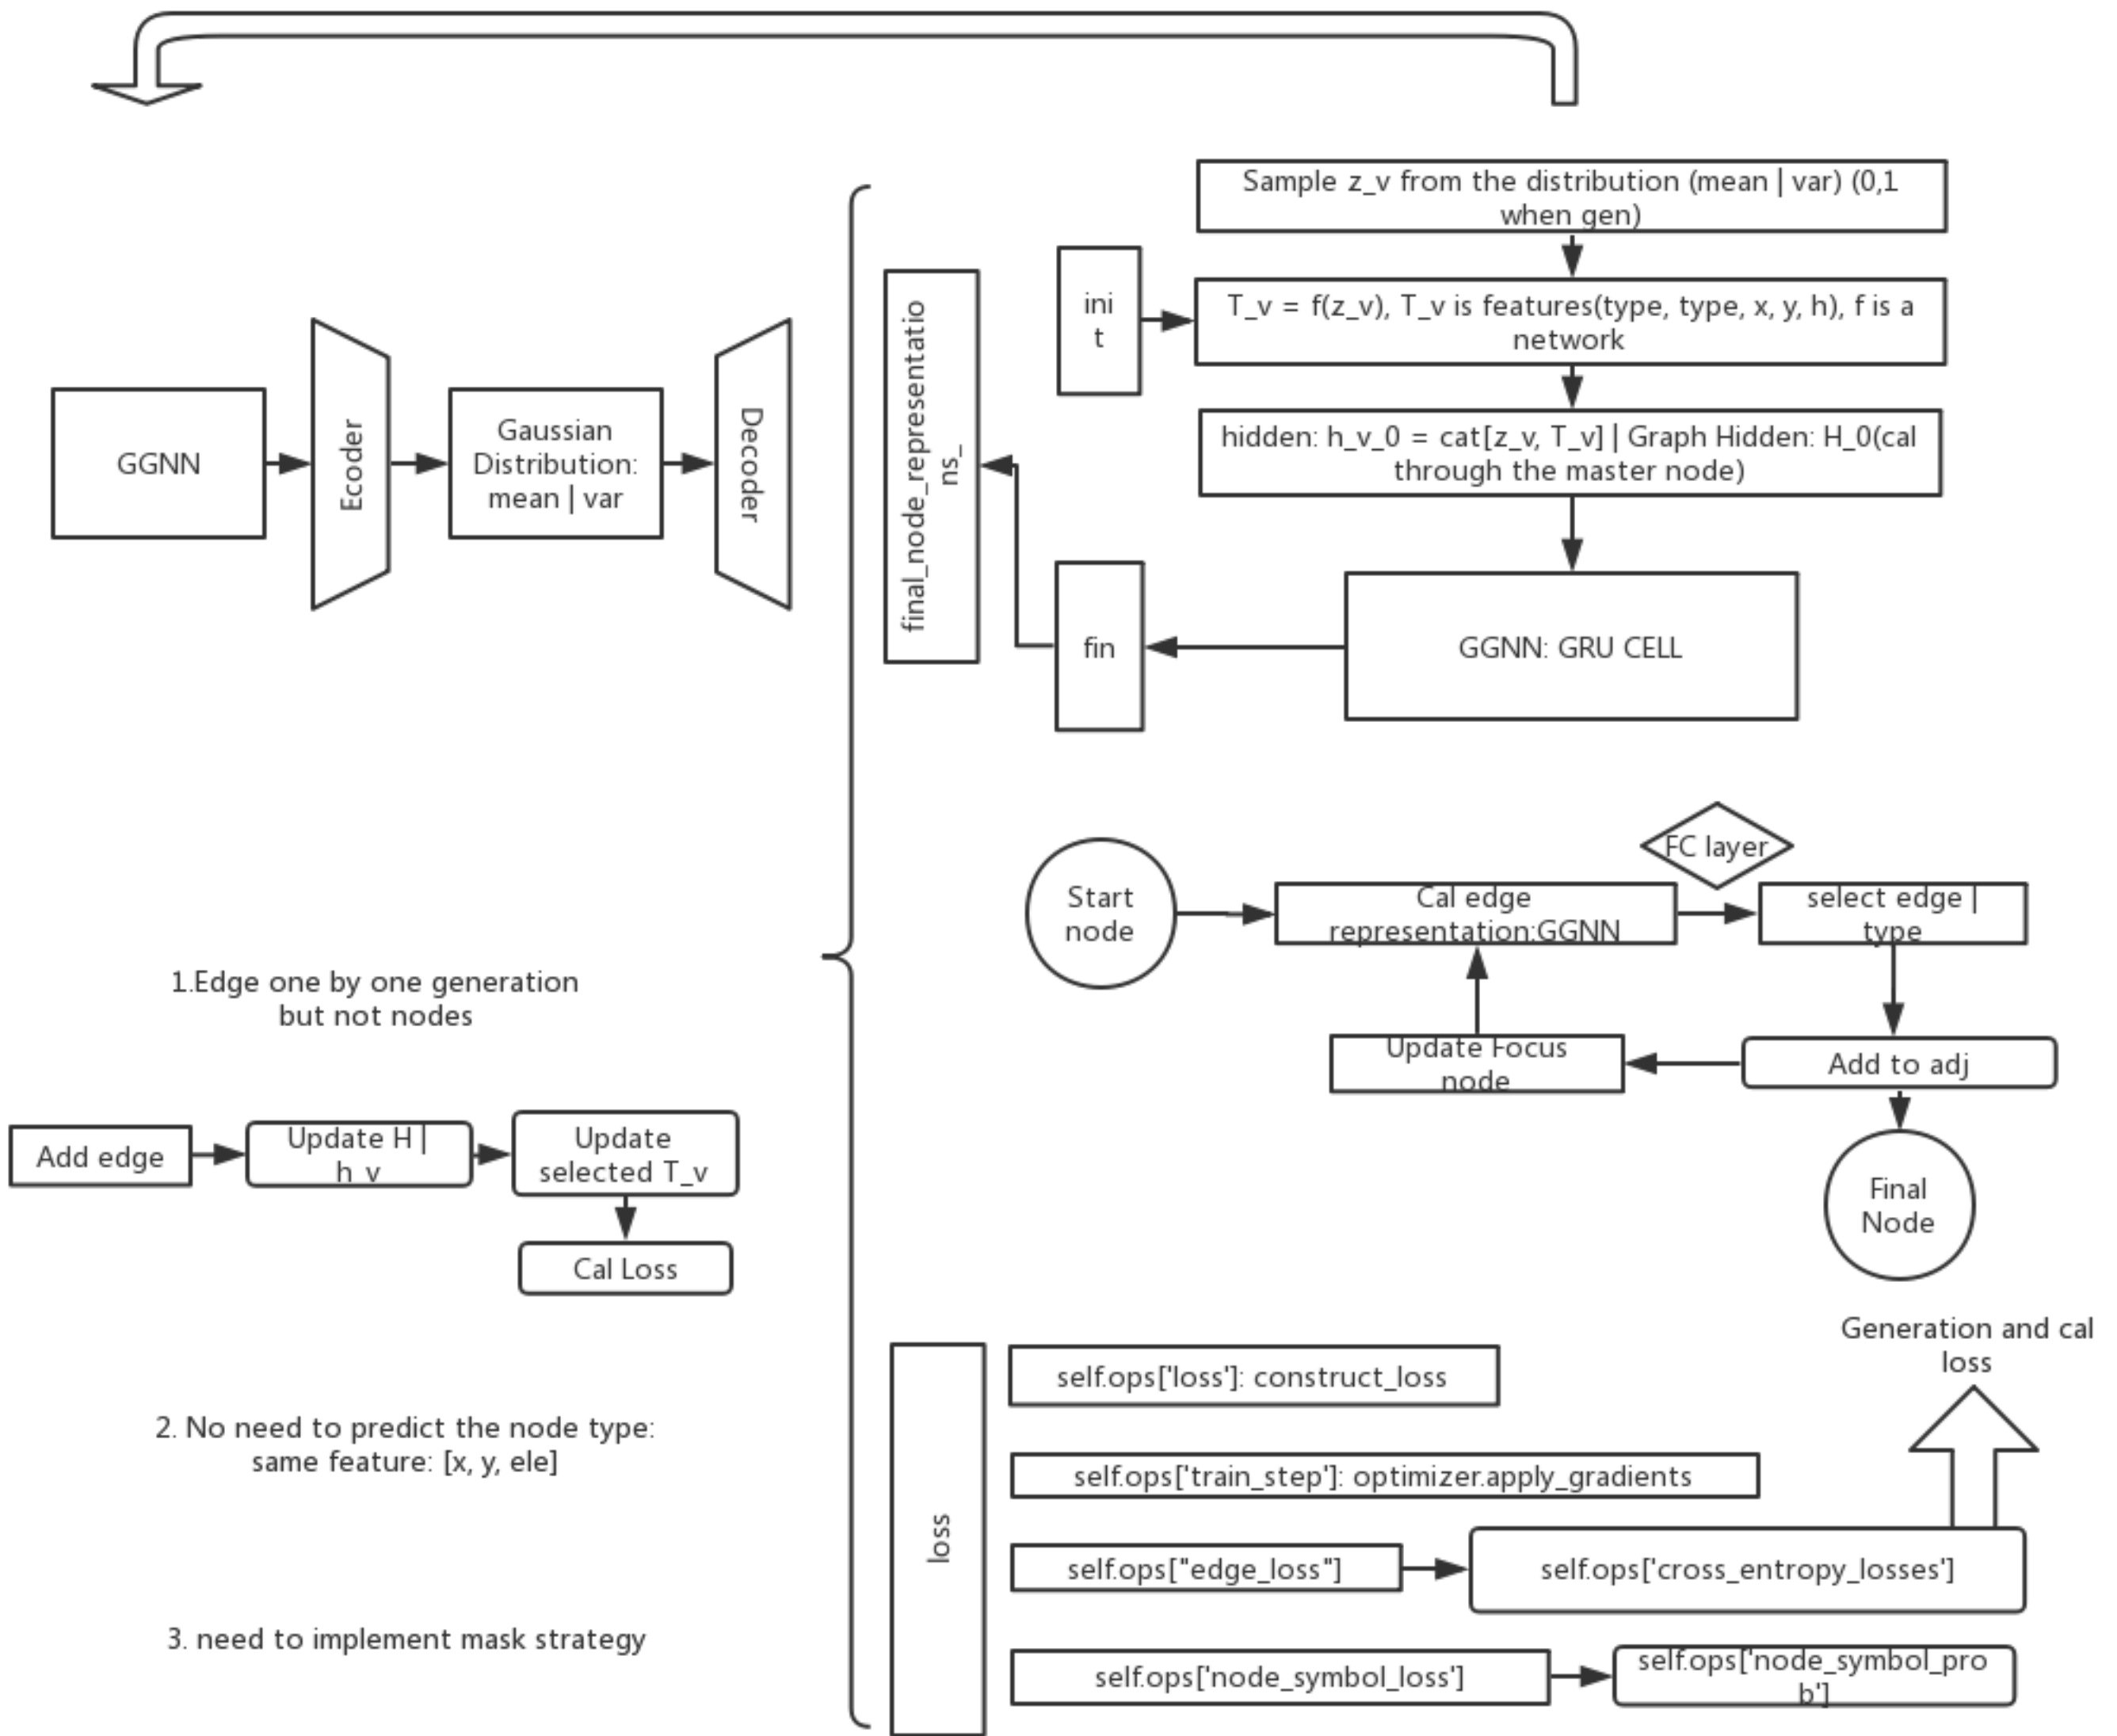 GGNN
Ecoder
Gaussian
Distribution:
mean | var
Decoder
1.Edge one by one generation
but not nodes
Add edge
Update H |
h_v
Update
selected T_v
Cal Loss
2. No need to predict the node type:
same feature: [x, y, ele]
3. need to implement mask strategy
Sample z_v from the distribution (mean | var) (0,1
when gen)
ini
t
T_v = f(z_v), T_v is features(type, type, x, y, h), f is a
network
hidden: h_v_0 = cat[z_v, T_v] | Graph Hidden: H_0(cal
through the master node)
final_node_representatio
ns_
fin
GGNN: GRU CELL
FC layer
Start
node
Cal edge
representation:GGNN
select edge |
type
Update Focus
node
Add to adj
Final
Node
Generation and cal
loss
loss
self.ops['loss']: construct_loss
self.ops['train_step']: optimizer.apply_gradients
self.ops["edge_loss"]
self.ops['cross_entropy_losses']
self.ops['node_symbol_loss']
self.ops['node_symbol_pro
b']